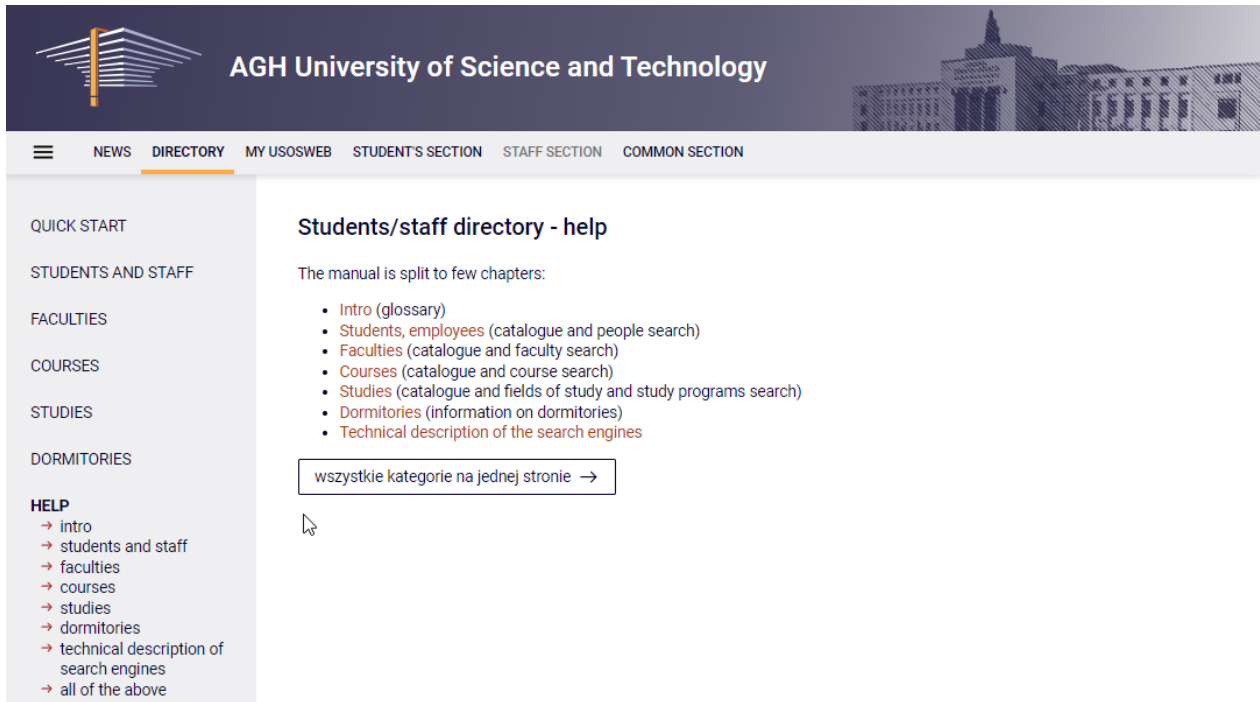 AGH University of Science and Technology
NEWS DIRECTORY MY USOSWEB STUDENT'S SECTION STAFF SECTION COMMON SECTION
QUICK START
STUDENTS AND STAFF
FACULTIES
COURSES
STUDIES
DORMITORIES
HELP
→ intro
→ students and staff
→ faculties
→ courses
→ studies
→ dormitories
→ technical description of
search engines
→ all of the above
Students/staff directory - help
The manual is split to few chapters:
• Intro (glossary)
• Students, employees (catalogue and people search)
• Faculties (catalogue and faculty search)
• Courses (catalogue and course search)
• Studies (catalogue and fields of study and study programs search)
• Dormitories (information on dormitories)
• Technical description of the search engines
wszystkie kategorie na jednej stronie →